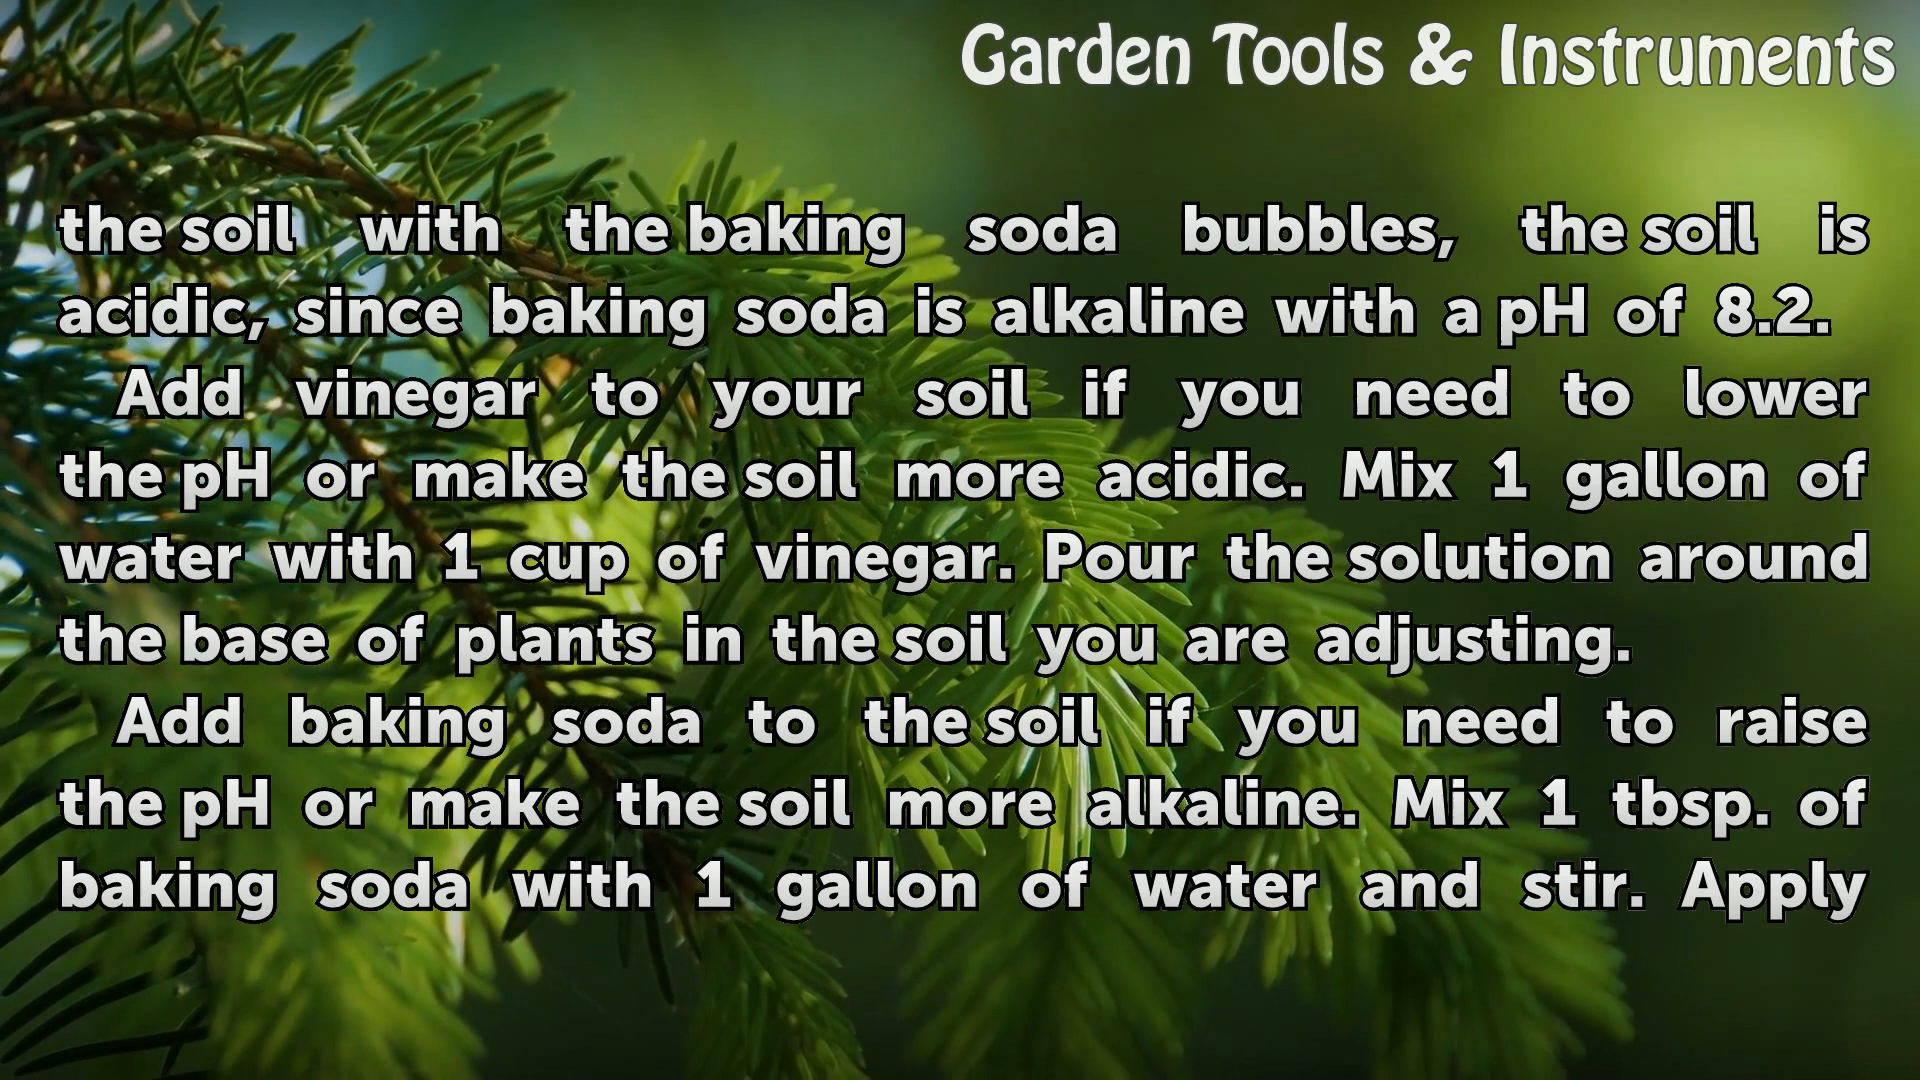 Garden Tools & Instruments
the soil with the baking soda bubbles, the soil is
acidic, since baking soda is alkaline with a pH of 8.2.
Add vinegar to your soil if you need to lower
the pH or make the soil more acidic. Mix 1 gallon of
water with 1 cup of vinegar. Pour the solution around
the base of plants in the soil you are adjusting.
Add baking soda to the soil if you need to raise
the pH or make the soil more alkaline. Mix 1 tbsp. of
baking soda with 1 gallon of water and stir. Apply